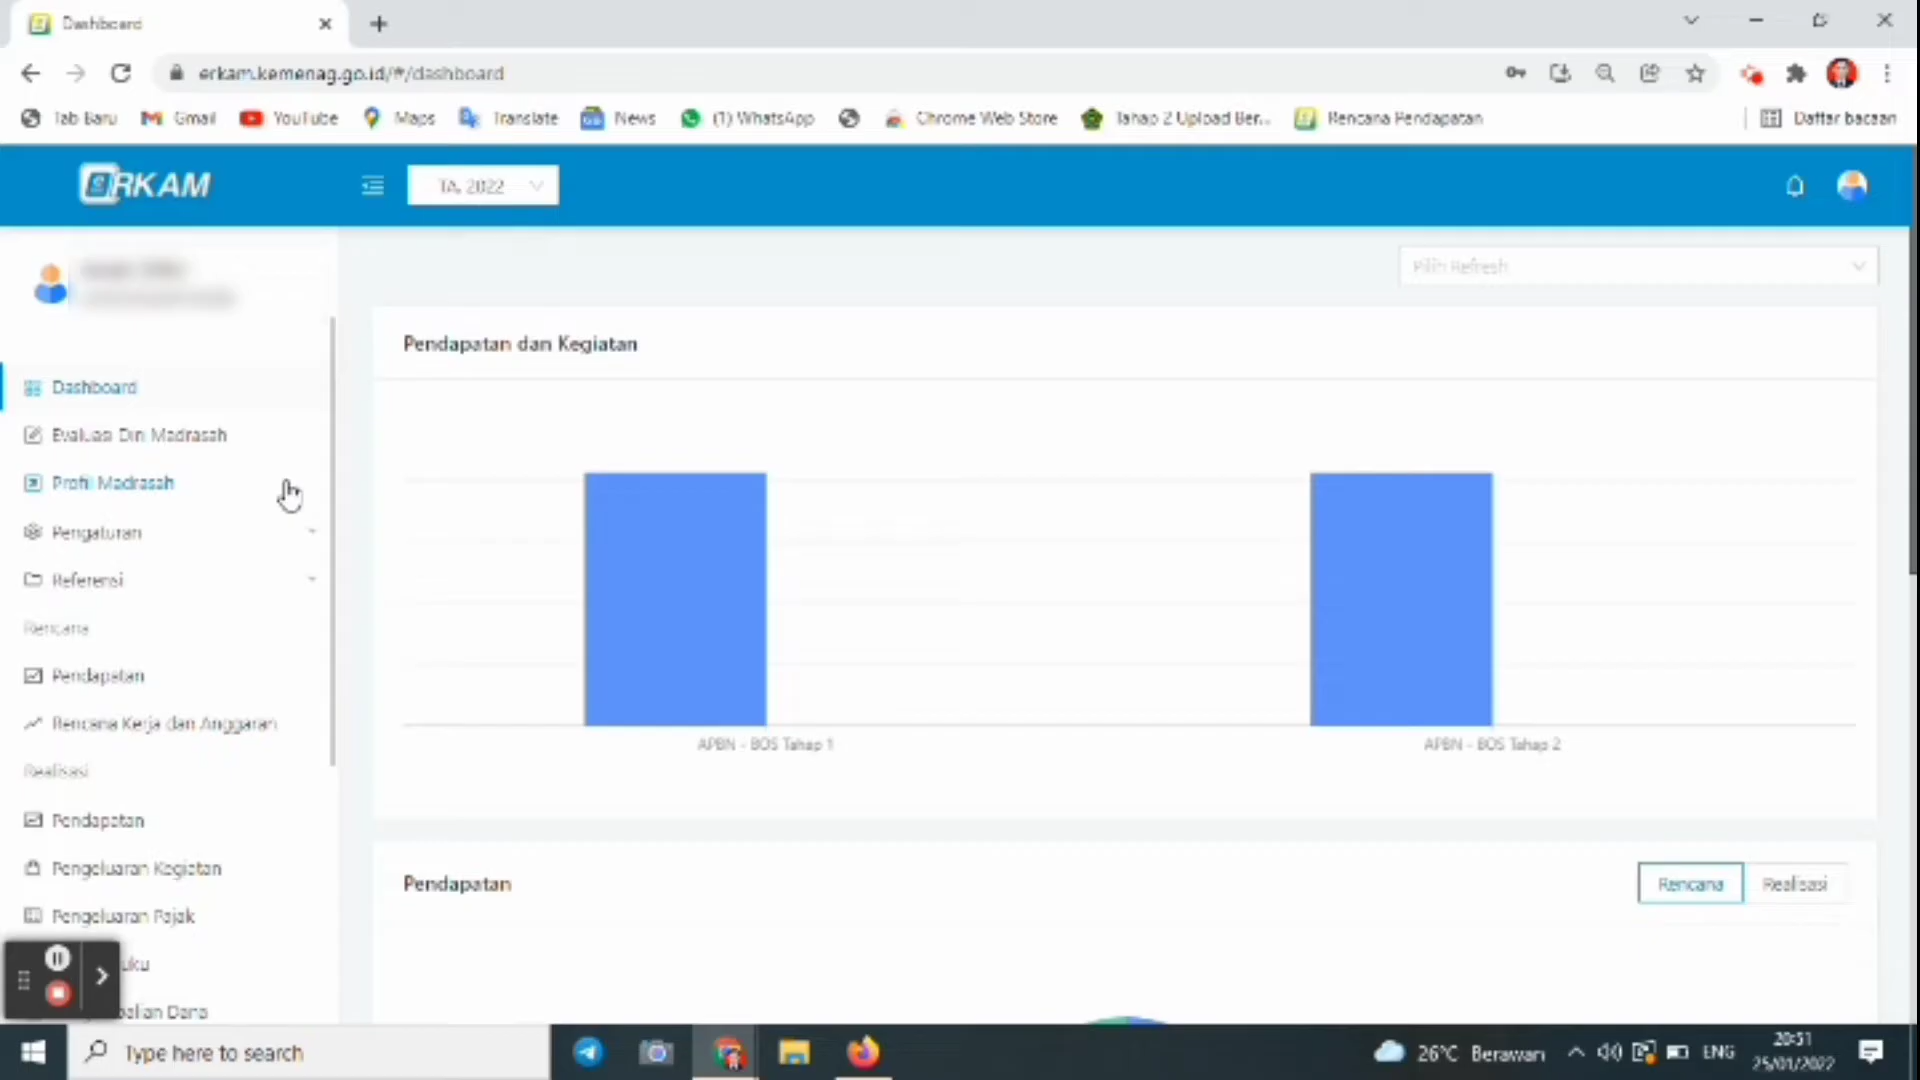 Dashboard
erkam.kemenag.go.id/#/dashboard
Tab Baru
Gmail
YouTube
Maps
Translate
News
(1) WhatsApp
Chrome Web Store
Tahap 2 Upload Ber...
Rencana Pendapatan
Daftar bacaan
ERKAM
TA. 2022
Pilih Refresh
Dashboard
Evaluasi Diri Madrasah
Profil Madrasah
Pengaturan
Referensi
Rencana
Pendapatan
Rencana Kerja dan Anggaran
Realisasi
Pendapatan
Pengeluaran Kegiatan
Pengeluaran Pajak
Pendapatan dan Kegiatan
APBN - BOS Tahap 1
APBN - BOS Tahap 2
Pendapatan
Rencana
Realisasi
Dana
Type here to search
26°C Berawan
ENG
20:51
25/01/2022